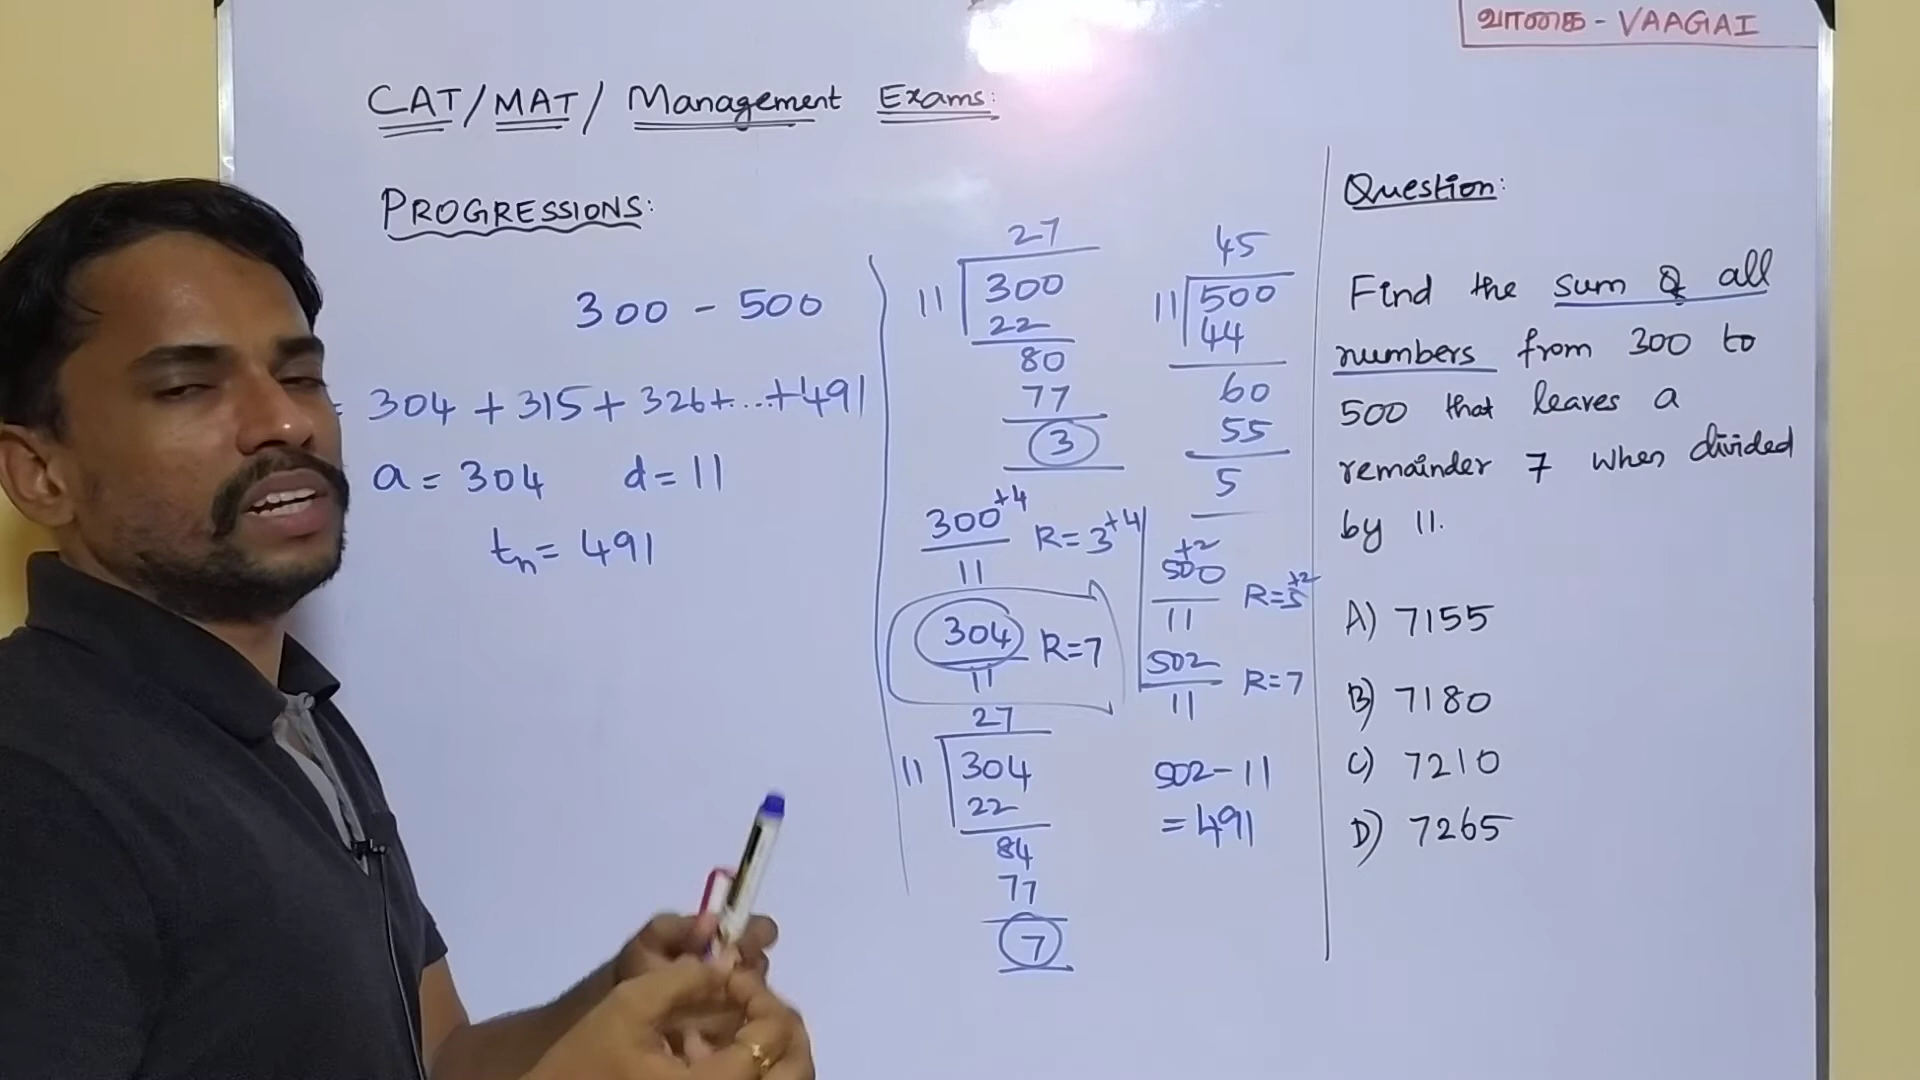 வாகை - VAAGAI
CAT/MAT/ Management Exams:
PROGRESSIONS:
300 - 500
= 304 + 315 + 326 + ... + 491
a = 304 d = 11
tn = 491
27
11 300
22
80
77
3
300+4
11
R = 3+4
304
11
R=7
27
11 304
22
84
77
7
45
11 500
44
60
55
5
+2
500
11
R=5+2
502
11
R=7
502 - 11
= 491
Question:
Find the sum of all
numbers from 300 to
500 that leaves a
remainder 7 when divided
by 11.
A) 7155
B) 7180
C) 7210
D) 7265